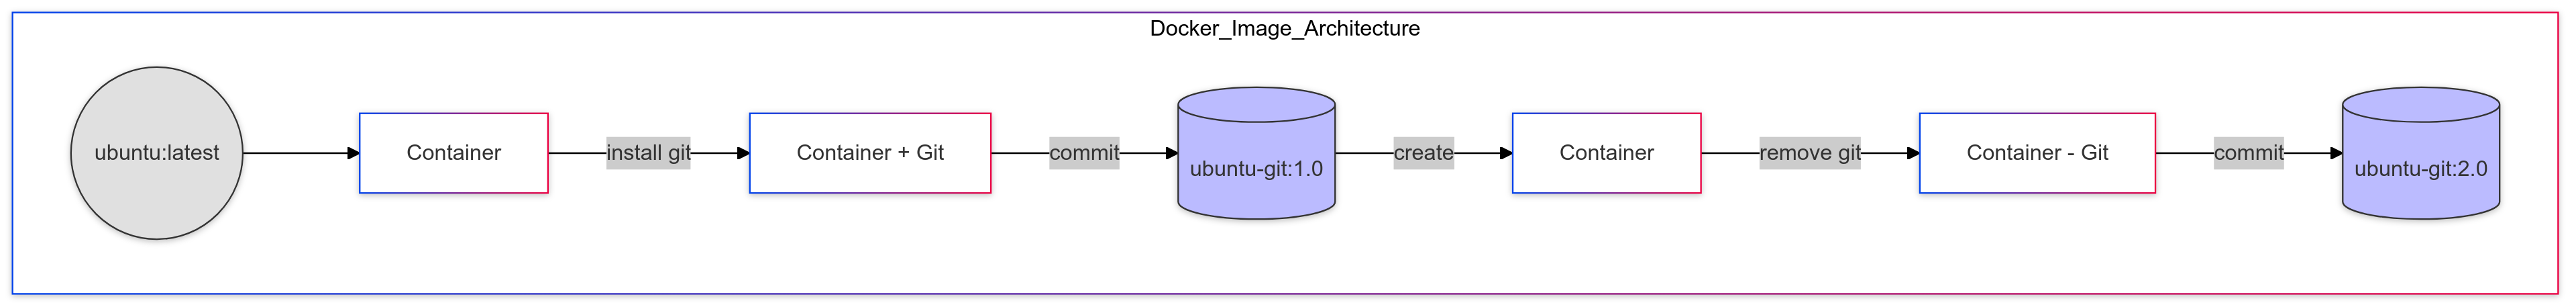 Docker_Image_Architecture
ubuntu:latest
Container
install git
Container + Git
commit
ubuntu-git:1.0
create
Container
remove git
Container - Git
commit
ubuntu-git:2.0